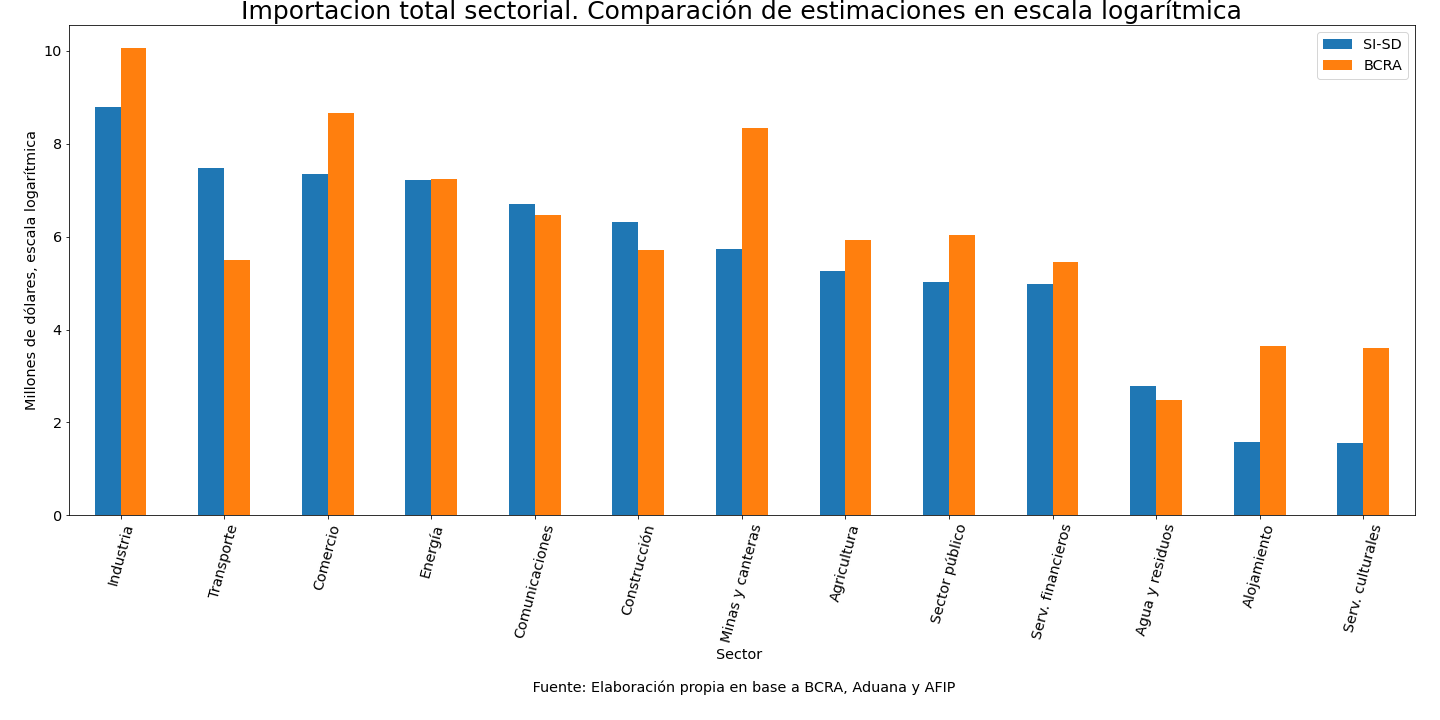 Importacion total sectorial. Comparación de estimaciones en escala logarítmica
SI-SD
BCRA
Millones de dólares, escala logarítmica
10
8
6
4
2
0
Industria
Transporte
Comercio
Energía
Comunicaciones
Construcción
Minas y canteras
Agricultura
Sector público
Serv. financieros
Agua y residuos
Alojamiento
Serv. culturales
Sector
Fuente: Elaboración propia en base a BCRA, Aduana y AFIP